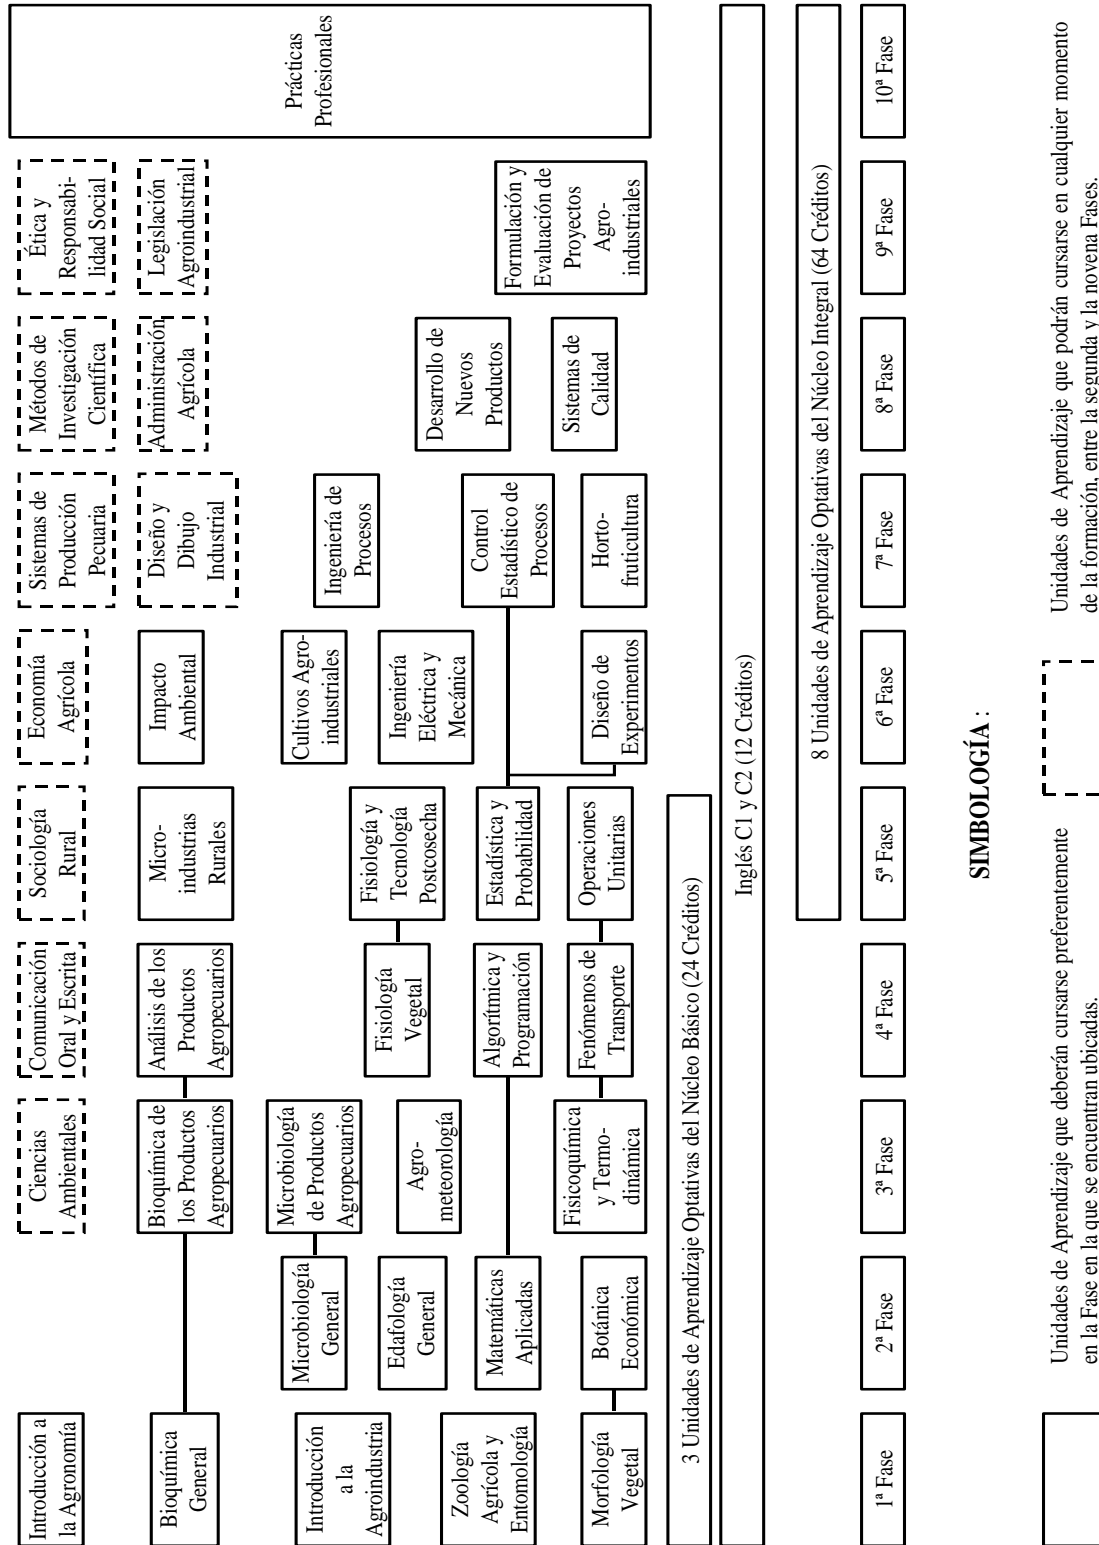 Introducción a
la Agronomía
Bioquímica
General
Introducción
a la
Agroindustria
Zoología
Agrícola y
Entomología
Morfología
Vegetal
Microbiología
General
Edafología
General
Matemáticas
Aplicadas
Botánica
Económica
Ciencias
Ambientales
Bioquímica de
los Productos
Agropecuarios
Microbiología
de Productos
Agropecuarios
Agro-
meteorología
Fisicoquímica
y Termo-
dinámica
Comunicación
Oral y Escrita
Análisis de los
Productos
Agropecuarios
Fisiología
Vegetal
Algorítmica y
Programación
Fenómenos de
Transporte
Sociología
Rural
Micro-
industrias
Rurales
Fisiología y
Tecnología
Postcosecha
Estadística y
Probabilidad
Operaciones
Unitarias
Economía
Agrícola
Impacto
Ambiental
Cultivos Agro-
industriales
Ingeniería
Eléctrica y
Mecánica
Diseño de
Experimentos
Sistemas de
Producción
Pecuaria
Diseño y
Dibujo
Industrial
Ingeniería de
Procesos
Control
Estadístico de
Procesos
Horto-
fruticultura
Métodos de
Investigación
Científica
Administración
Agrícola
Desarrollo de
Nuevos
Productos
Sistemas de
Calidad
Ética y
Responsabi-
lidad Social
Legislación
Agroindustrial
Formulación y
Evaluación de
Proyectos
Agro-
industriales
Prácticas
Profesionales
3 Unidades de Aprendizaje Optativas del Núcleo Básico (24 Créditos)
Inglés C1 y C2 (12 Créditos)
8 Unidades de Aprendizaje Optativas del Núcleo Integral (64 Créditos)
1ª Fase
2ª Fase
3ª Fase
4ª Fase
5ª Fase
6ª Fase
7ª Fase
8ª Fase
9ª Fase
10ª Fase
SIMBOLOGÍA :
Unidades de Aprendizaje que deberán cursarse preferentemente
en la Fase en la que se encuentran ubicadas.
Unidades de Aprendizaje que podrán cursarse en cualquier momento
de la formación, entre la segunda y la novena Fases.